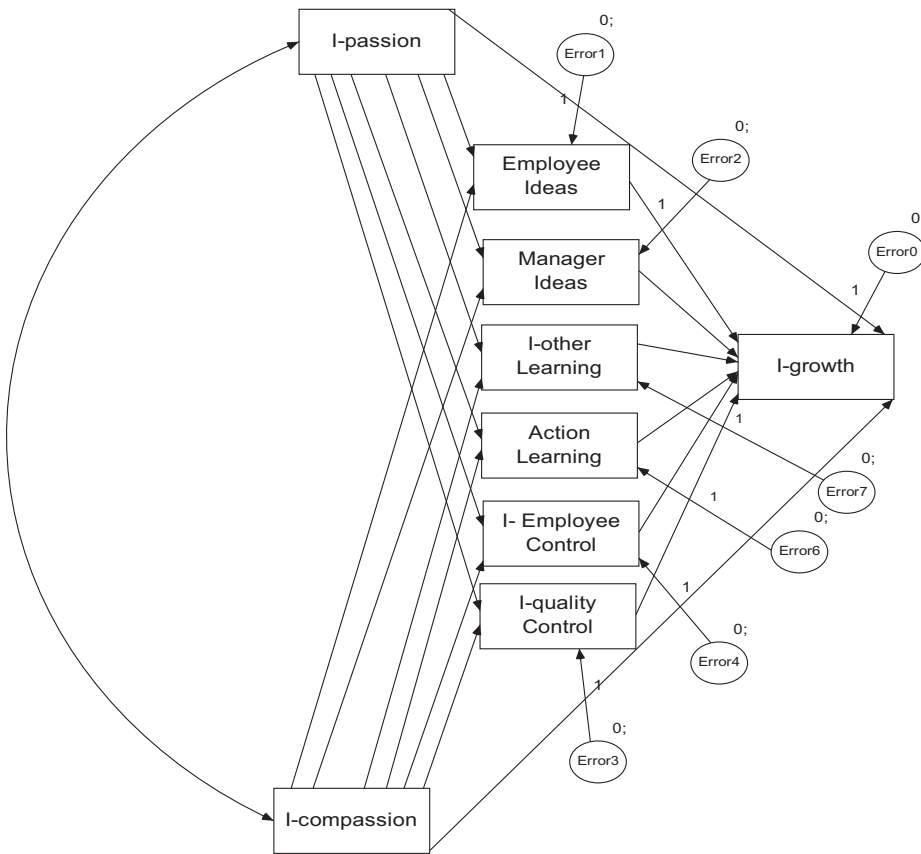 I-passion
0;
Error1
1
0;
Error2
Employee
Ideas
1
0
Error0
Manager
Ideas
1
I-other
Learning
I-growth
Action
Learning
1
0;
Error7
1
0;
Error6
I- Employee
Control
I-quality
Control
1
0;
Error4
1
0;
Error3
I-compassion